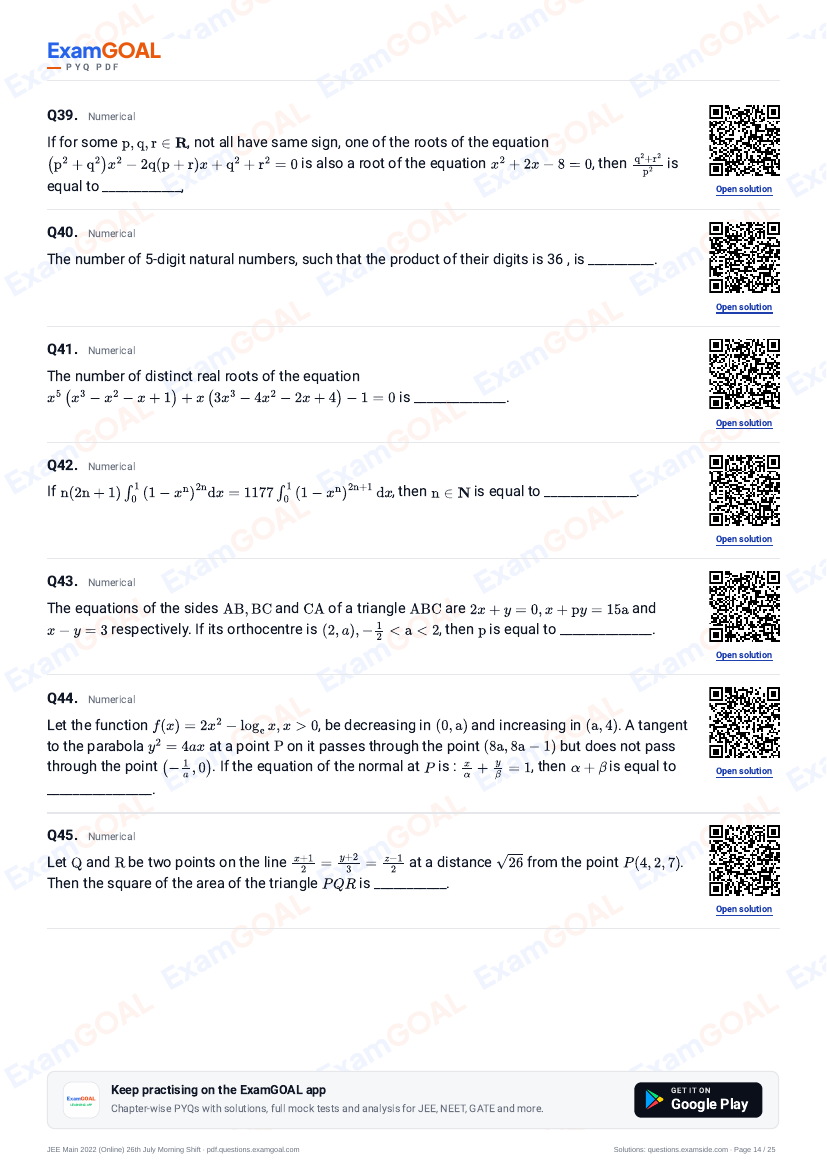 ExamGOAL
PYQ PDF
Q39. Numerical
If for some p, q, r ∈ R, not all have same sign, one of the roots of the equation
(p² + q²)x² − 2q(p + r)x + q² + r² = 0 is also a root of the equation x² + 2x − 8 = 0, then (q²+r²)/p² is
equal to ____________.
Open solution
Q40. Numerical
The number of 5-digit natural numbers, such that the product of their digits is 36 , is __________.
Open solution
Q41. Numerical
The number of distinct real roots of the equation
x⁵ (x³ − x² − x + 1) + x (3x³ − 4x² − 2x + 4) − 1 = 0 is ______________.
Open solution
Q42. Numerical
If n(2n + 1) ∫₀¹ (1 − xⁿ)²ⁿdx = 1177 ∫₀¹ (1 − xⁿ)²ⁿ⁺¹ dx, then n ∈ N is equal to ______________.
Open solution
Q43. Numerical
The equations of the sides AB, BC and CA of a triangle ABC are 2x + y = 0, x + py = 15a and
x − y = 3 respectively. If its orthocentre is (2, a), −1/2 < a < 2, then p is equal to ______________.
Open solution
Q44. Numerical
Let the function f(x) = 2x² − logₑ x, x > 0, be decreasing in (0, a) and increasing in (a, 4). A tangent
to the parabola y² = 4ax at a point P on it passes through the point (8a, 8a − 1) but does not pass
through the point (−1/a, 0). If the equation of the normal at P is : x/α + y/β = 1, then α + β is equal to
________________.
Open solution
Q45. Numerical
Let Q and R be two points on the line (x+1)/2 = (y+2)/3 = (z−1)/2 at a distance √26 from the point P(4, 2, 7).
Then the square of the area of the triangle PQR is ___________.
Open solution
Keep practising on the ExamGOAL app
Chapter-wise PYQs with solutions, full mock tests and analysis for JEE, NEET, GATE and more.
GET IT ON
Google Play
JEE Main 2022 (Online) 26th July Morning Shift · pdf.questions.examgoal.com
Solutions: questions.examside.com · Page 14 / 25